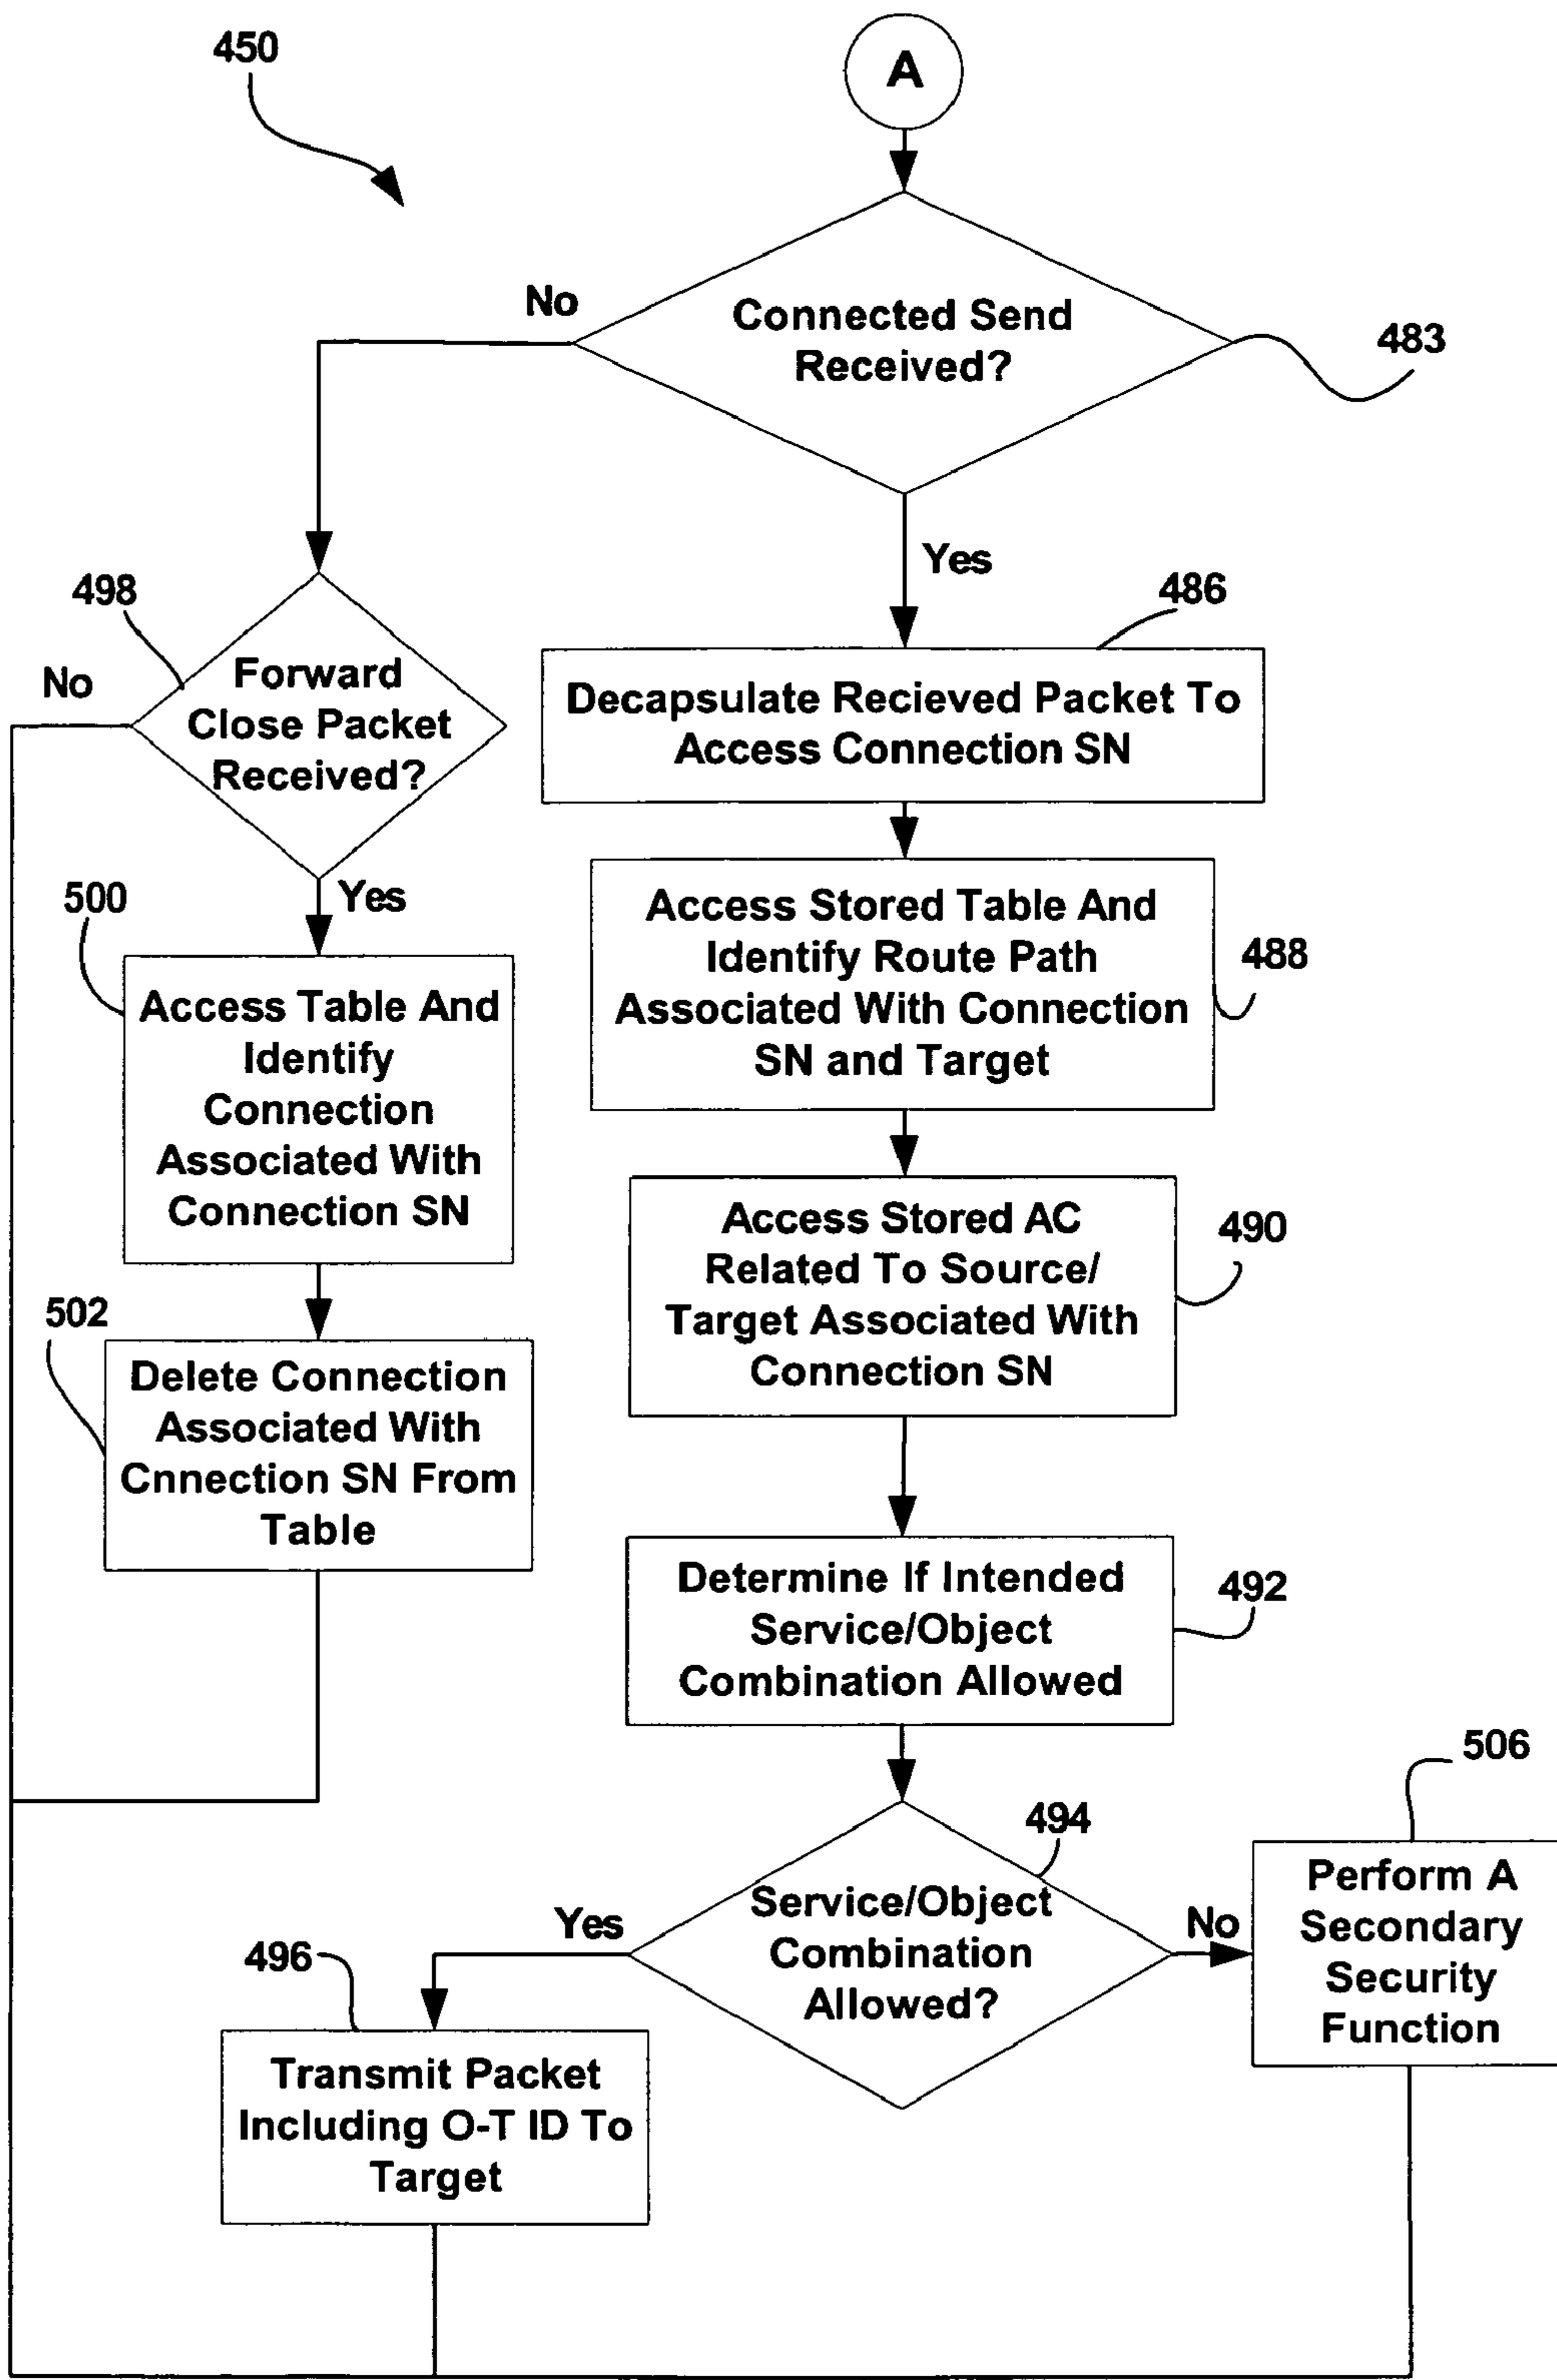 450
A
No
Connected Send
Received?
483
Yes
498
486
No
Forward
Close Packet
Received?
Decapsulate Recieved Packet To
Access Connection SN
500
Yes
Access Stored Table And
Identify Route Path
Associated With Connection
SN and Target
488
Access Table And
Identify
Connection
Associated With
Connection SN
Access Stored AC
Related To Source/
Target Associated With
Connection SN
490
502
Delete Connection
Associated With
Cnnection SN From
Table
Determine If Intended
Service/Object
Combination Allowed
492
506
494
Service/Object
Combination
Allowed?
Yes
No
Perform A
Secondary
Security
Function
496
Transmit Packet
Including O-T ID To
Target